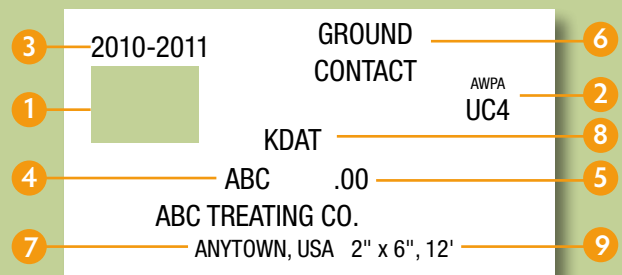 3 2010-2011 GROUND 6
CONTACT
1 AWPA 2
UC4
KDAT 8
4 ABC .00 5
ABC TREATING CO.
7 ANYTOWN, USA 2" x 6", 12' 9